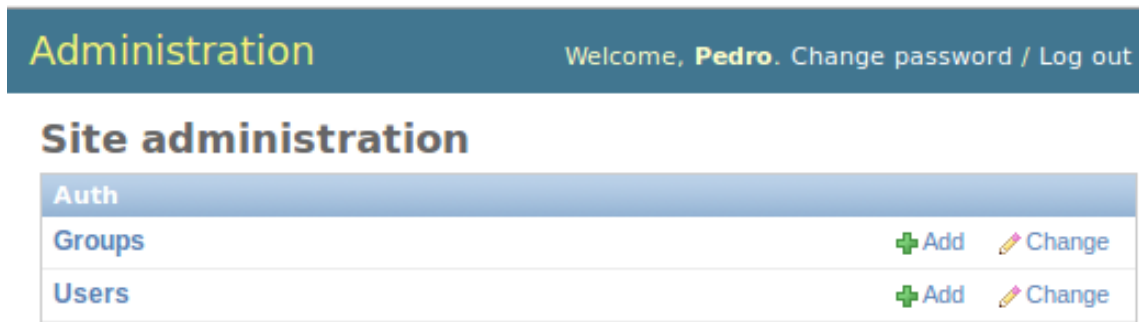 Administration Welcome, Pedro. Change password / Log out
Site administration
Auth
Groups Add Change
Users Add Change